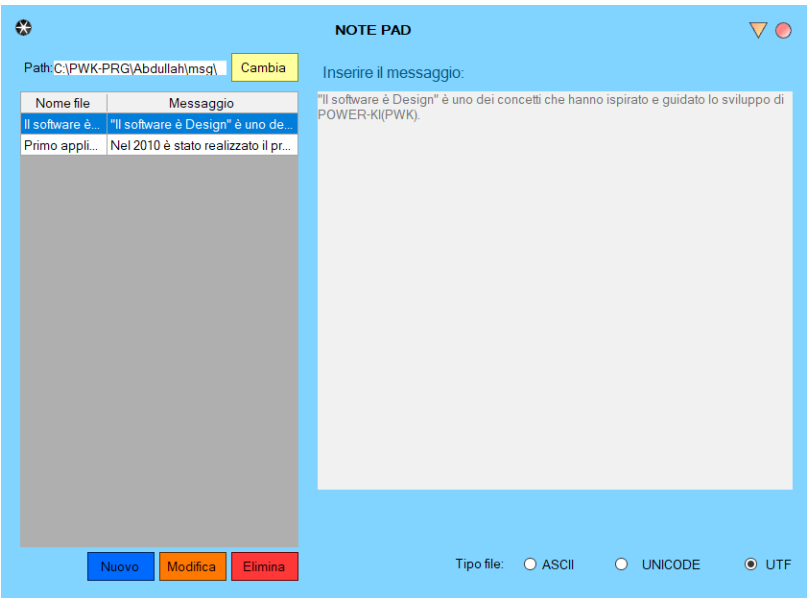 NOTE PAD
Path: C:\PWK-PRG\Abdullah\msg\ Cambia
Inserire il messaggio:
Nome file Messaggio
Il software è... "Il software è Design" è uno de...
Primo appli... Nel 2010 è stato realizzato il pr...
"Il software è Design" è uno dei concetti che hanno ispirato e guidato lo sviluppo di
POWER-KI(PWK).
Nuovo Modifica Elimina
Tipo file: ASCII UNICODE UTF